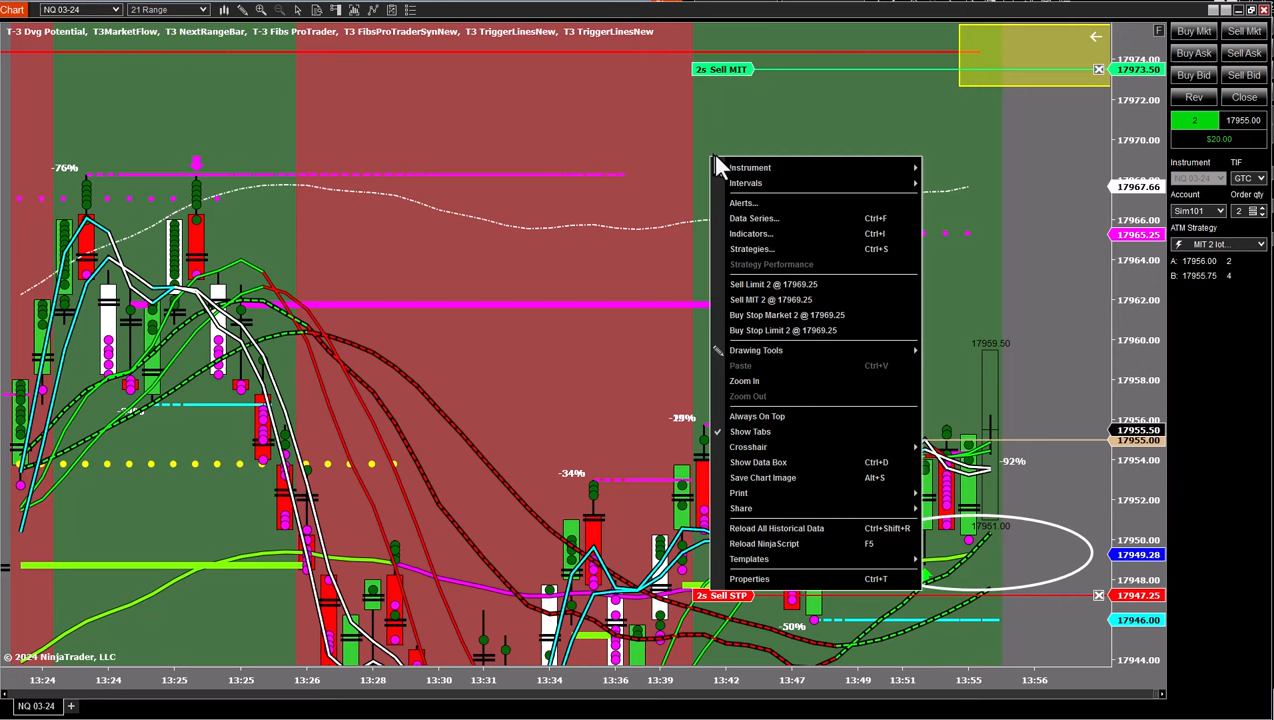 Chart NQ 03-24 21 Range
T-3 Dvg Potential, T3MarketFlow, T3 NextRangeBar, T-3 Fibs ProTrader, T3 FibsProTraderSynNew, T3 TriggerLinesNew, T3 TriggerLinesNew
F
Buy Mkt Sell Mkt
Buy Ask Sell Ask
Buy Bid Sell Bid
Rev Close
2 17955.00
$20.00
Instrument TIF
NQ 03-24 GTC
Account Order qty
Sim101 2
ATM Strategy
MIT 2 lot...
A: 17956.00 2
B: 17955.75 4
2s Sell MIT
17974.00
17973.50
17972.00
17970.00
17967.66
17966.00
17965.25
17964.00
17962.00
17960.00
17958.00
17956.00
17955.50
17955.00
17954.00
17952.00
17950.00
17949.28
17948.00
17947.25
17946.00
17944.00
-76%
-34%
-50%
-92%
17959.50
17951.00
Instrument
Intervals
Alerts...
Data Series... Ctrl+F
Indicators... Ctrl+I
Strategies... Ctrl+S
Strategy Performance
Sell Limit 2 @ 17969.25
Sell MIT 2 @ 17969.25
Buy Stop Market 2 @ 17969.25
Buy Stop Limit 2 @ 17969.25
Drawing Tools
Paste Ctrl+V
Zoom In
Zoom Out
Always On Top
Show Tabs
Crosshair
Show Data Box Ctrl+D
Save Chart Image Alt+S
Print
Share
Reload All Historical Data Ctrl+Shift+R
Reload NinjaScript F5
Templates
Properties Ctrl+T
2s Sell STP
© 2024 NinjaTrader, LLC
13:24 13:24 13:25 13:25 13:26 13:28 13:30 13:31 13:34 13:36 13:39 13:42 13:47 13:49 13:51 13:55 13:56
NQ 03-24 +